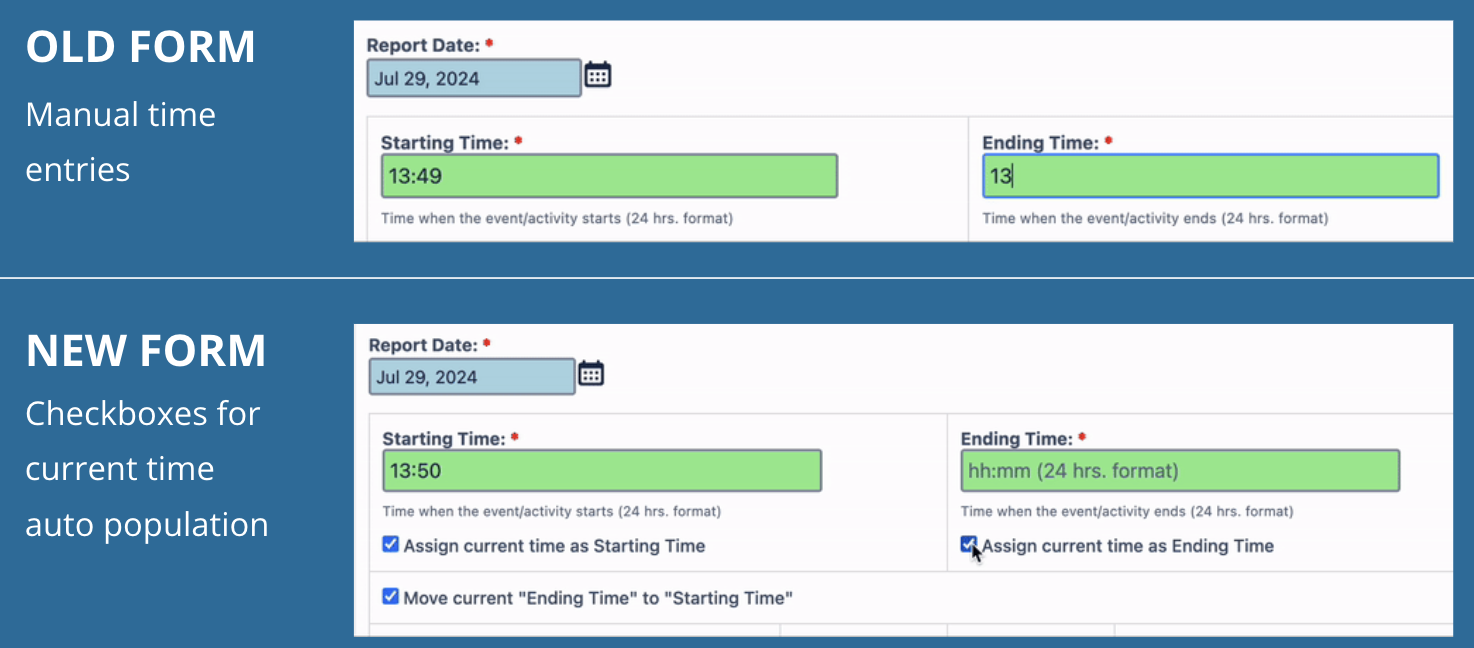 OLD FORM
Manual time
entries
Report Date: *
Jul 29, 2024
Starting Time: *
Ending Time: *
13:49
13
Time when the event/activity starts (24 hrs. format)
Time when the event/activity ends (24 hrs. format)
NEW FORM
Checkboxes for
current time
auto population
Report Date: *
Jul 29, 2024
Starting Time: *
Ending Time: *
13:50
hh:mm (24 hrs. format)
Time when the event/activity starts (24 hrs. format)
Time when the event/activity ends (24 hrs. format)
Assign current time as Starting Time
Assign current time as Ending Time
Move current "Ending Time" to "Starting Time"